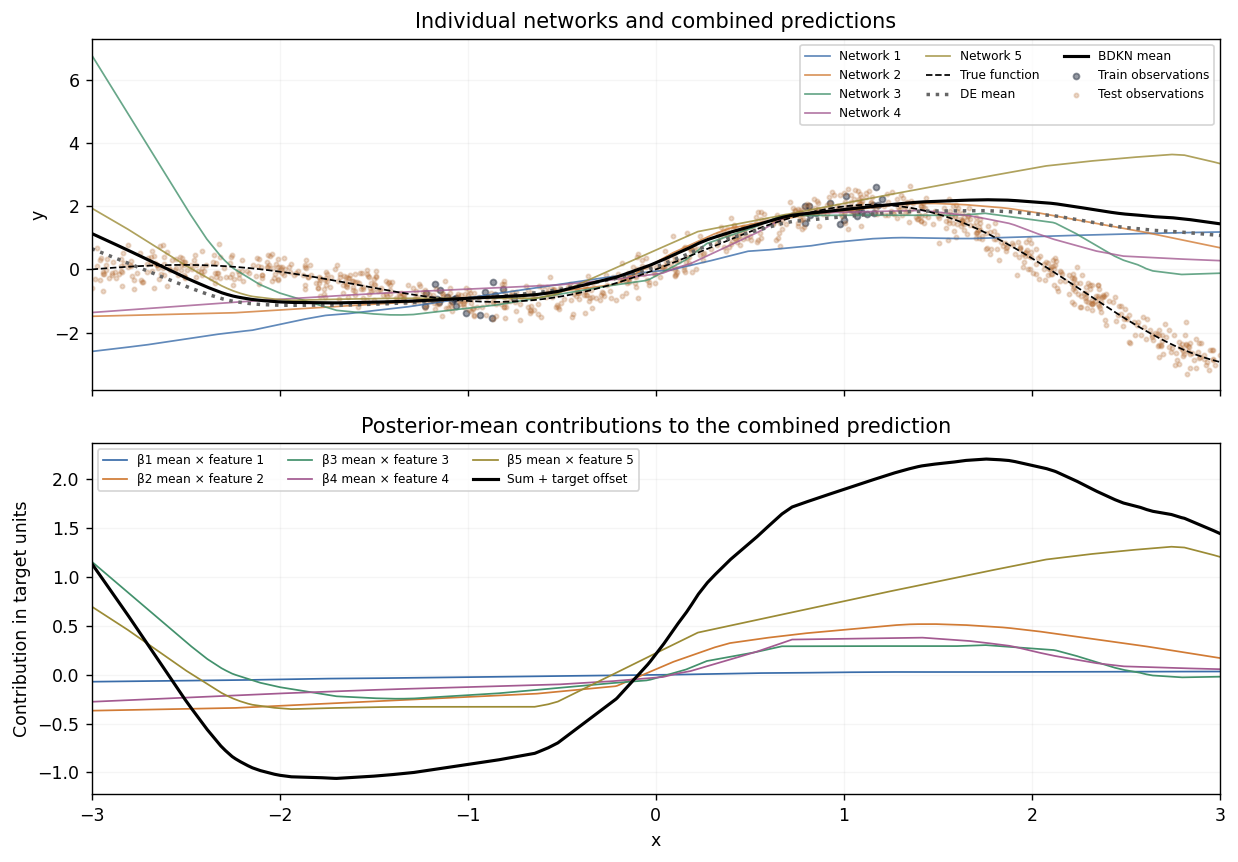 Individual networks and combined predictions
Network 1
Network 2
Network 3
Network 4
Network 5
True function
DE mean
BDKN mean
Train observations
Test observations
y
6
4
2
0
−2
Posterior-mean contributions to the combined prediction
β1 mean × feature 1
β2 mean × feature 2
β3 mean × feature 3
β4 mean × feature 4
β5 mean × feature 5
Sum + target offset
Contribution in target units
2.0
1.5
1.0
0.5
0.0
−0.5
−1.0
−3
−2
−1
0
1
2
3
x